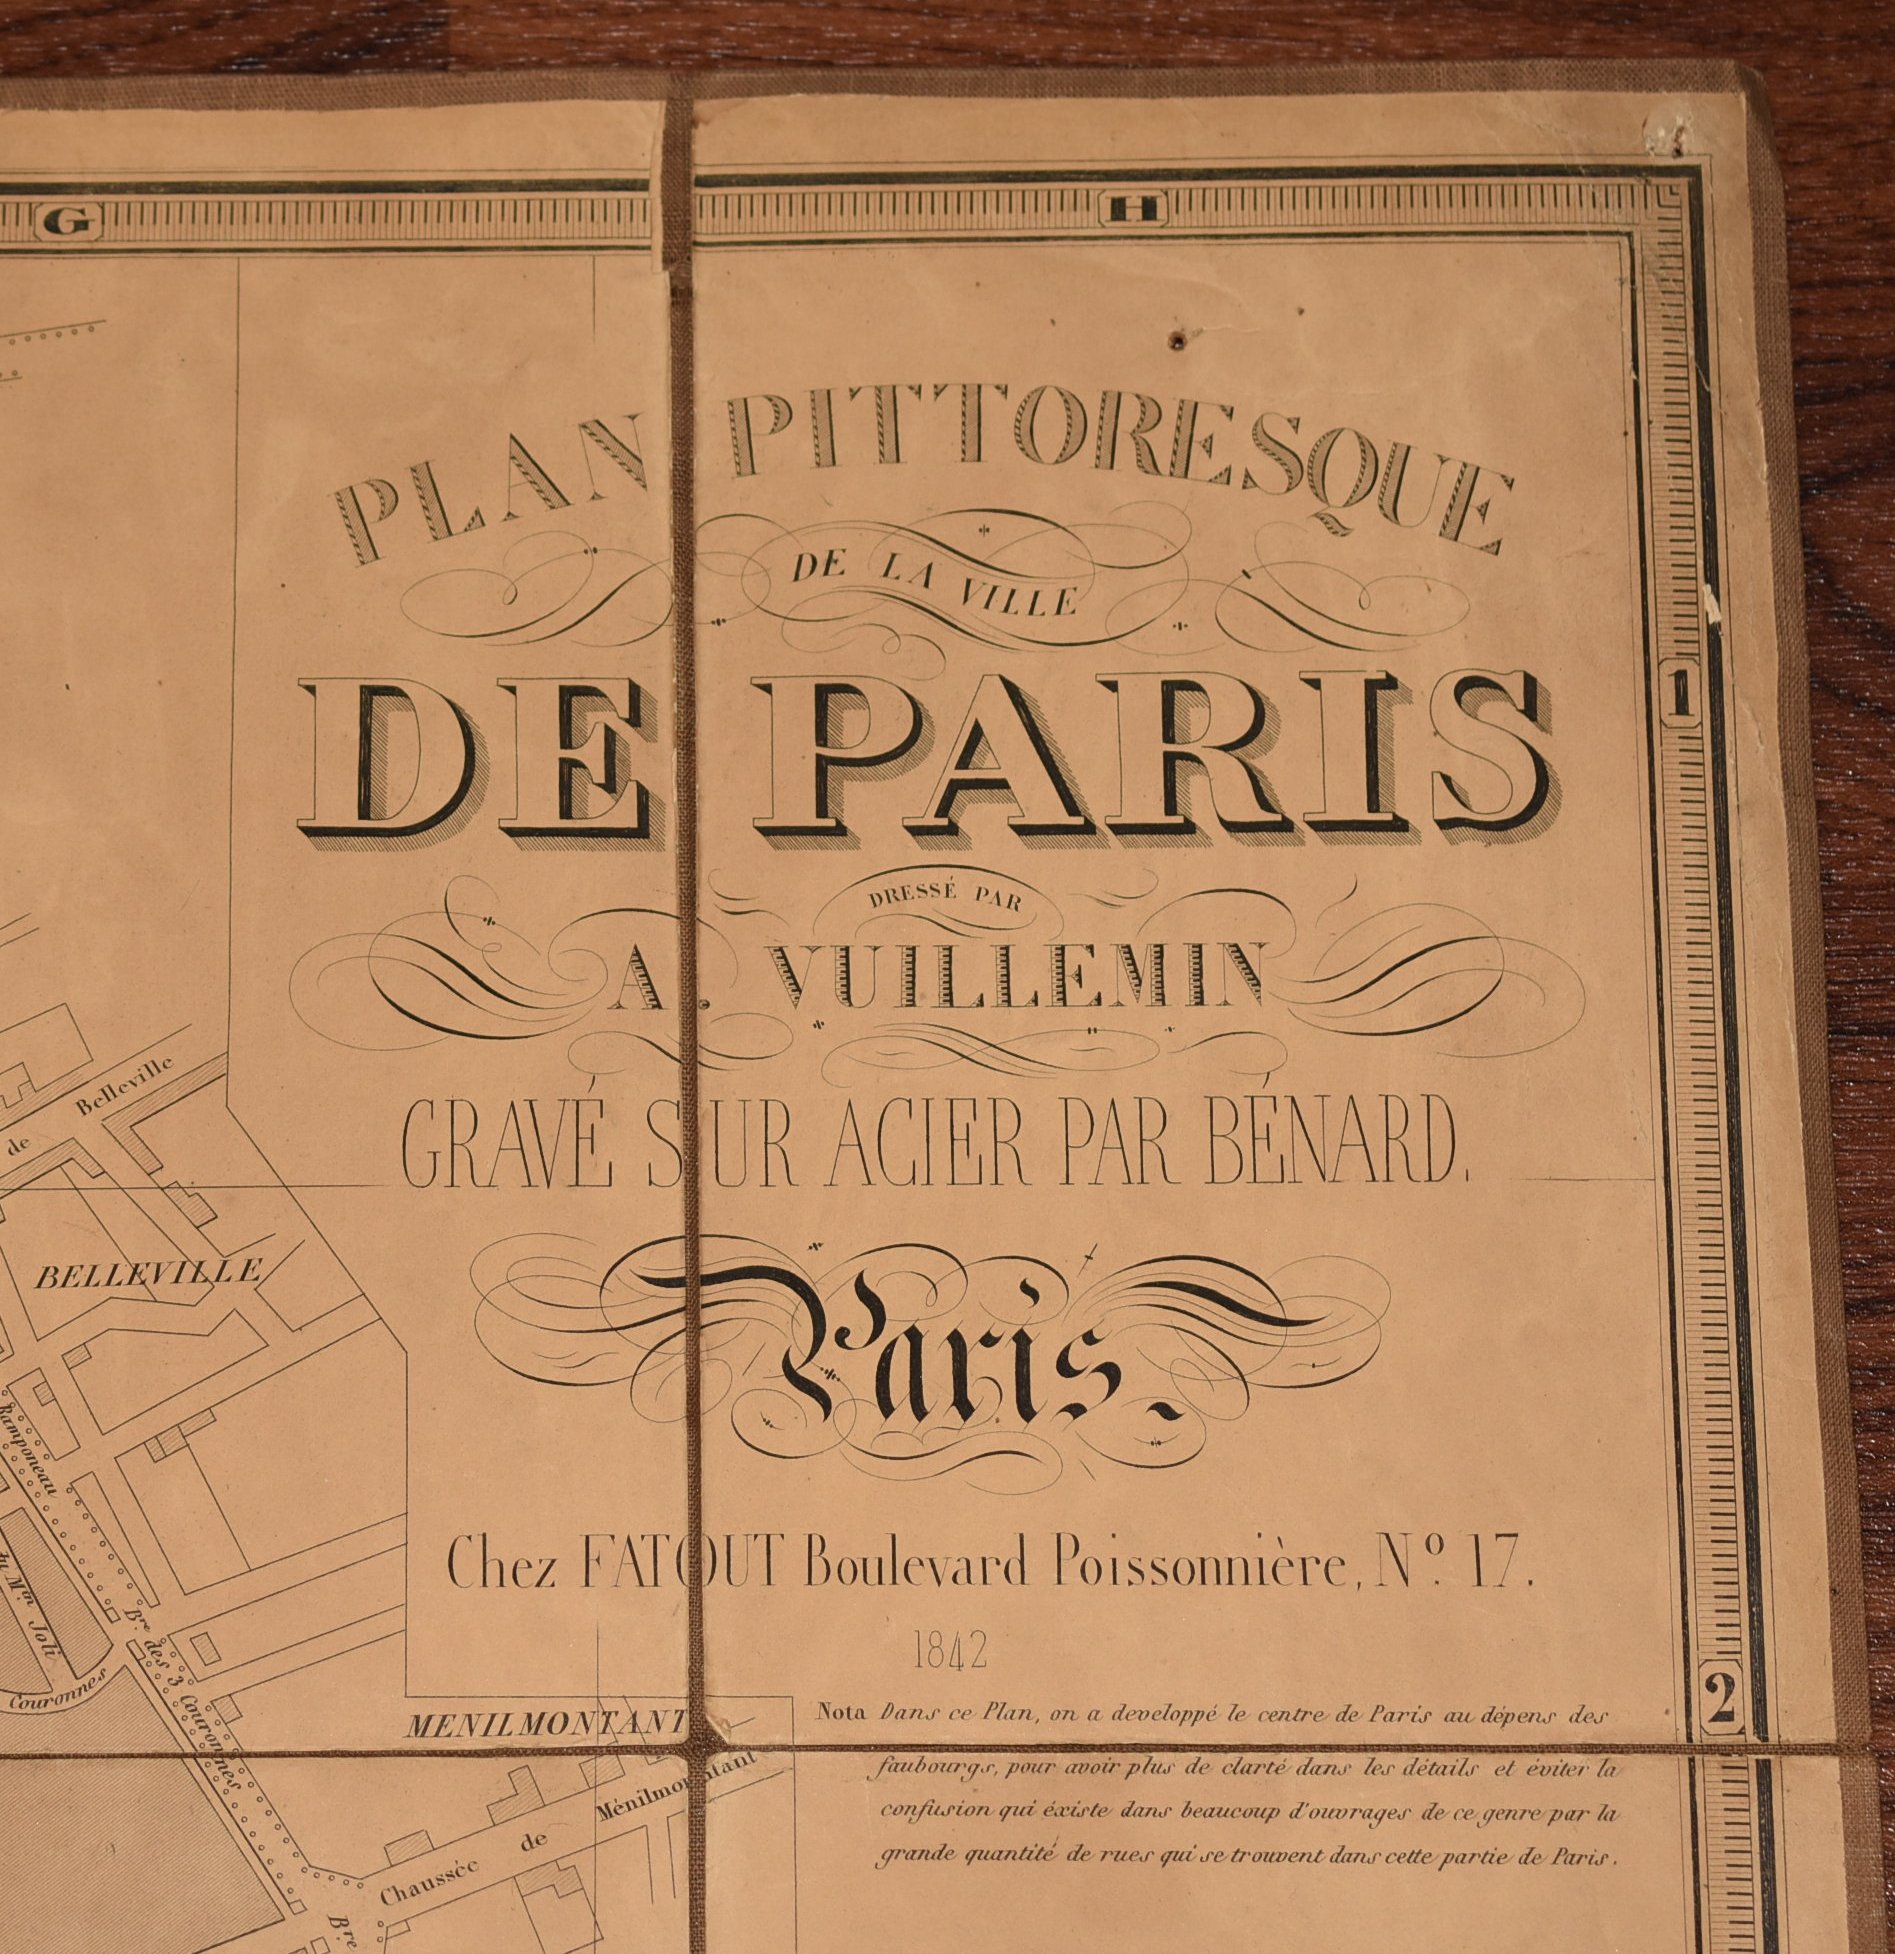 G
H
PLAN PITTORESQUE
DE LA VILLE
DE PARIS
1
DRESSÉ PAR
A. VUILLEMIN
GRAVÉ SUR ACIER PAR BÉNARD.
Paris.
Chez FATOUT Boulevard Poissonnière, Nº 17.
1842
2
Nota Dans ce Plan, on a developpé le centre de Paris au dépens des
faubourgs, pour avoir plus de clarté dans les détails et éviter la
confusion qui éxiste dans beaucoup d'ouvrages de ce genre par la
grande quantité de rues qui se trouvent dans cette partie de Paris.
de Belleville
BELLEVILLE
Ramponeau
Mon Joli
Couronnes
Bre des 3 Couronnes
MENILMONTANT
Chaussée de Ménilmontant
Bre